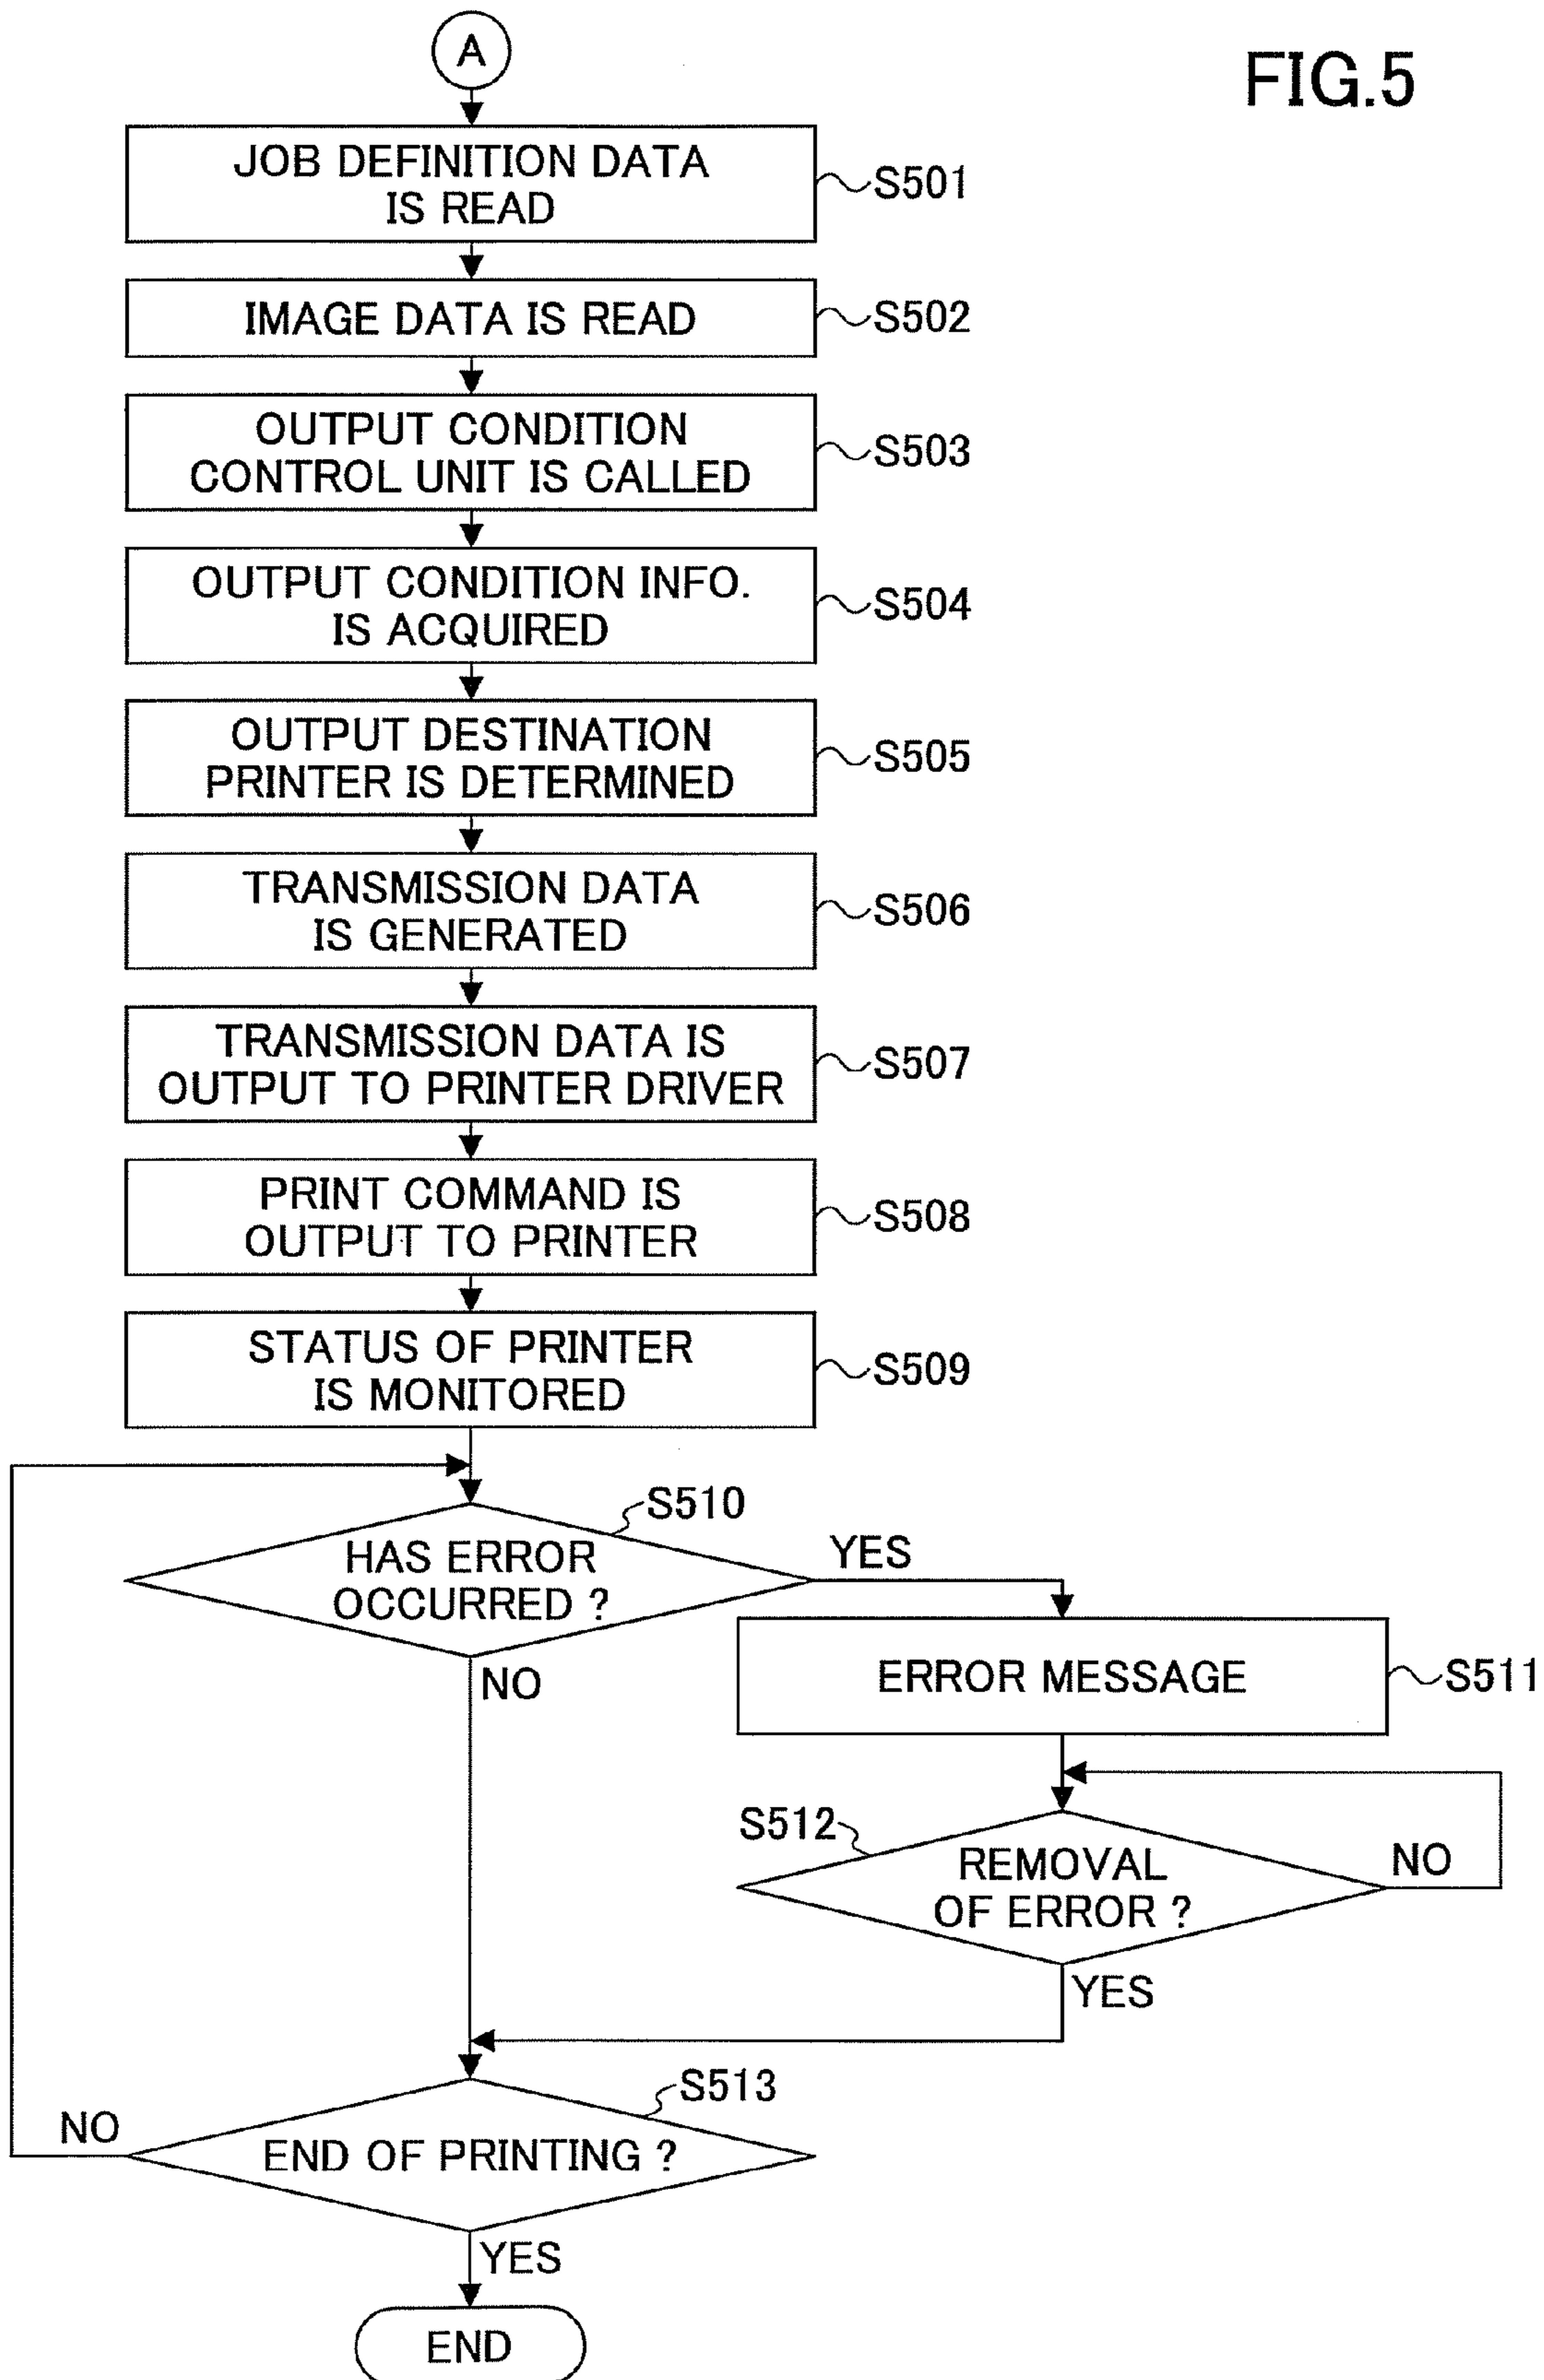 A
FIG.5
JOB DEFINITION DATA
IS READ
S501
IMAGE DATA IS READ
S502
OUTPUT CONDITION
CONTROL UNIT IS CALLED
S503
OUTPUT CONDITION INFO.
IS ACQUIRED
S504
OUTPUT DESTINATION
PRINTER IS DETERMINED
S505
TRANSMISSION DATA
IS GENERATED
S506
TRANSMISSION DATA IS
OUTPUT TO PRINTER DRIVER
S507
PRINT COMMAND IS
OUTPUT TO PRINTER
S508
STATUS OF PRINTER
IS MONITORED
S509
S510
HAS ERROR
OCCURRED ?
YES
NO
ERROR MESSAGE
S511
S512
REMOVAL
OF ERROR ?
NO
YES
S513
NO
END OF PRINTING ?
YES
END